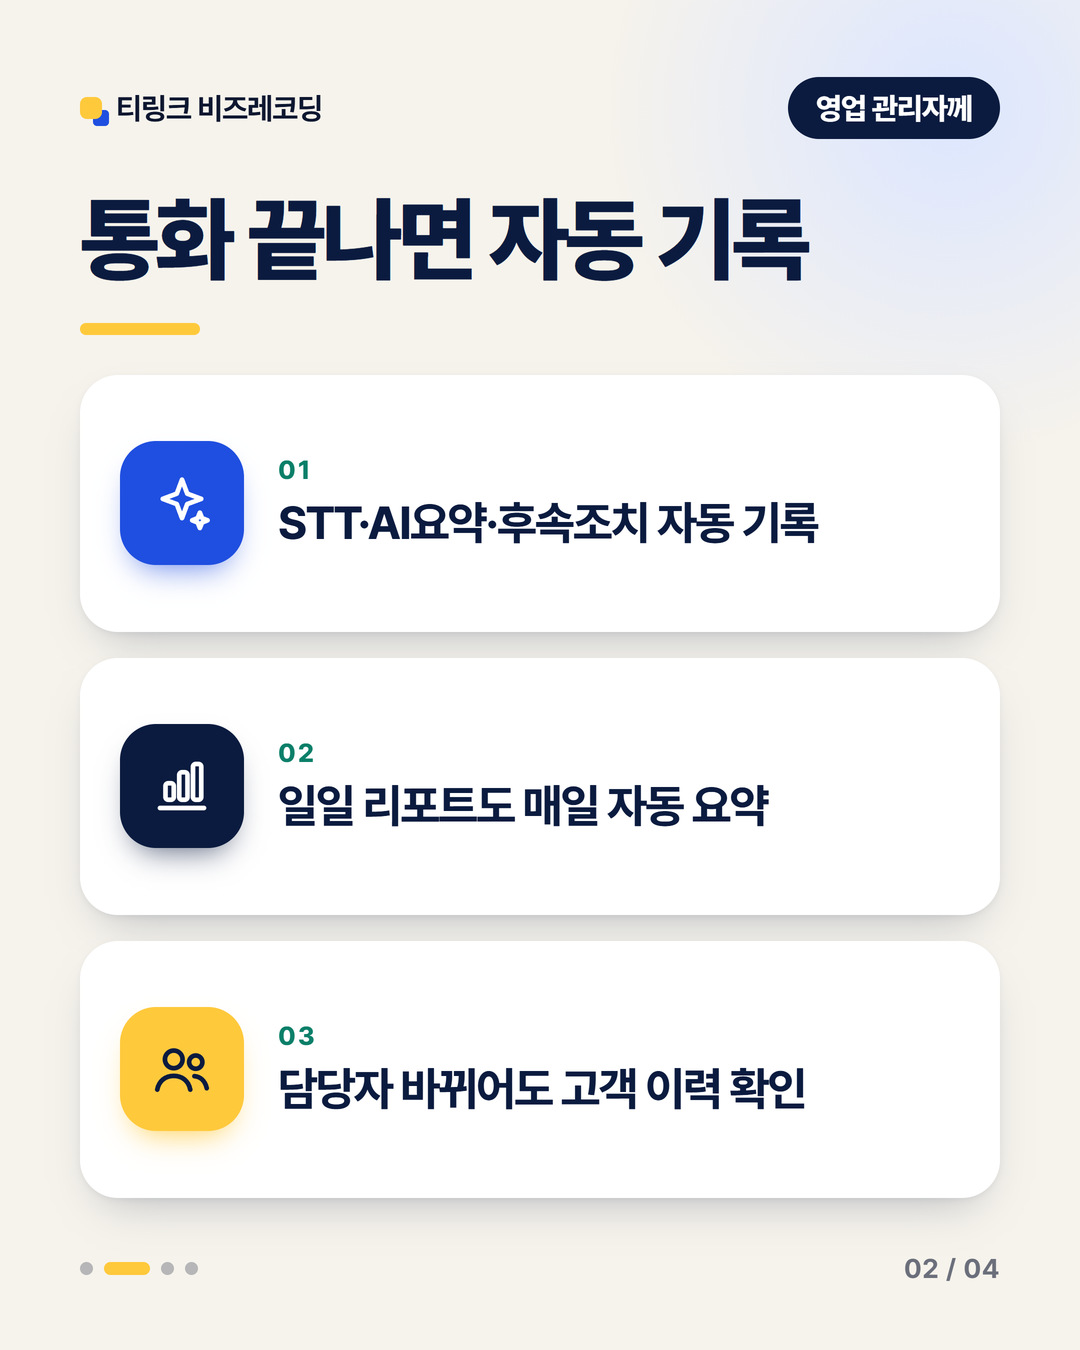 티링크 비즈레코딩
영업 관리자께
통화 끝나면 자동 기록
01
STT·AI요약·후속조치 자동 기록
02
일일 리포트도 매일 자동 요약
03
담당자 바뀌어도 고객 이력 확인
02 / 04